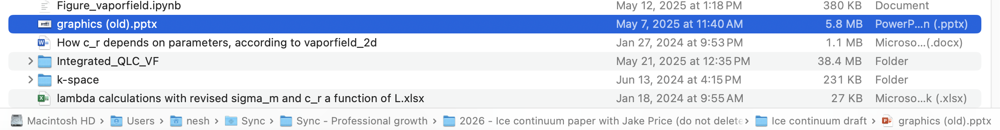 Figure_vaporfield.ipynb May 12, 2025 at 1:18 PM 380 KB Document
graphics (old).pptx May 7, 2025 at 11:40 AM 5.8 MB PowerP...n (.pptx)
How c_r depends on parameters, according to vaporfield_2d Jan 27, 2024 at 9:53 PM 1.1 MB Microso...(.docx)
Integrated_QLC_VF May 21, 2025 at 12:35 PM 38.4 MB Folder
k-space Jun 13, 2024 at 4:15 PM 231 KB Folder
lambda calculations with revised sigma_m and c_r a function of L.xlsx Jan 18, 2024 at 9:55 AM 27 KB Microso...k (.xlsx)
Macintosh HD › Users › nesh › Sync › Sync - Professional growth › 2026 - Ice continuum paper with Jake Price (do not delete › Ice continuum draft › graphics (old).pptx